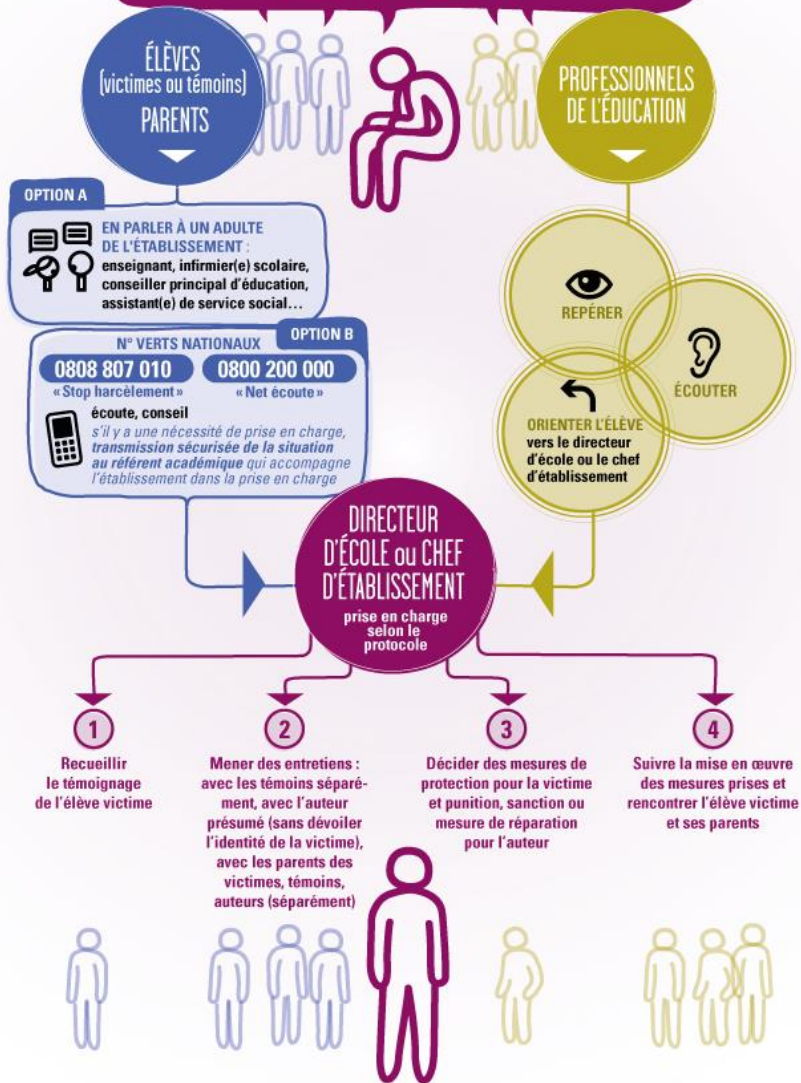 ÉLÈVES
(victimes ou témoins)
PARENTS
PROFESSIONNELS
DE L'ÉDUCATION
OPTION A
EN PARLER À UN ADULTE
DE L'ÉTABLISSEMENT :
enseignant, infirmier(e) scolaire,
conseiller principal d'éducation,
assistant(e) de service social...
OPTION B
N° VERTS NATIONAUX
0808 807 010
0800 200 000
« Stop harcèlement »
« Net écoute »
écoute, conseil
s'il y a une nécessité de prise en charge,
transmission sécurisée de la situation
au référent académique qui accompagne
l'établissement dans la prise en charge
REPÉRER
ÉCOUTER
ORIENTER L'ÉLÈVE
vers le directeur
d'école ou le chef
d'établissement
DIRECTEUR
D'ÉCOLE OU CHEF
D'ÉTABLISSEMENT
prise en charge
selon le
protocole
1
Recueillir
le témoignage
de l'élève victime
2
Mener des entretiens :
avec les témoins séparé-
ment, avec l'auteur
présumé (sans dévoiler
l'identité de la victime),
avec les parents des
victimes, témoins,
auteurs (séparément)
3
Décider des mesures de
protection pour la victime
et punition, sanction ou
mesure de réparation
pour l'auteur
4
Suivre la mise en œuvre
des mesures prises et
rencontrer l'élève victime
et ses parents